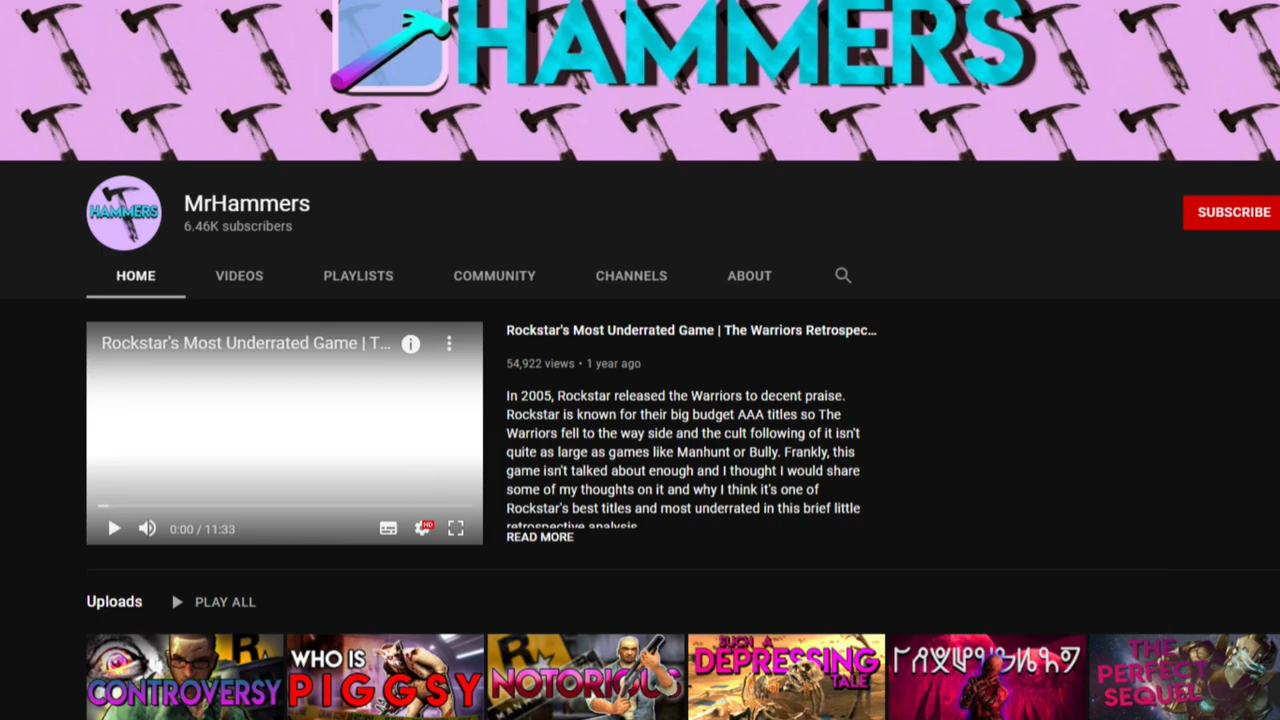 HAMMERS
HAMMERS
MrHammers
6.46K subscribers
SUBSCRIBE
HOME
VIDEOS
PLAYLISTS
COMMUNITY
CHANNELS
ABOUT
Rockstar's Most Underrated Game | T...
0:00 / 11:33
HD
Rockstar's Most Underrated Game | The Warriors Retrospec...
54,922 views • 1 year ago
In 2005, Rockstar released the Warriors to decent praise.
Rockstar is known for their big budget AAA titles so The
Warriors fell to the way side and the cult following of it isn't
quite as large as games like Manhunt or Bully. Frankly, this
game isn't talked about enough and I thought I would share
some of my thoughts on it and why I think it's one of
Rockstar's best titles and most underrated in this brief little
retrospective analysis
READ MORE
Uploads
PLAY ALL
CONTROVERSY
WHO IS
PIGGSY
NOTORIOUS
SUCH A
DEPRESSING
TALE
THE
PERFECT
SEQUEL